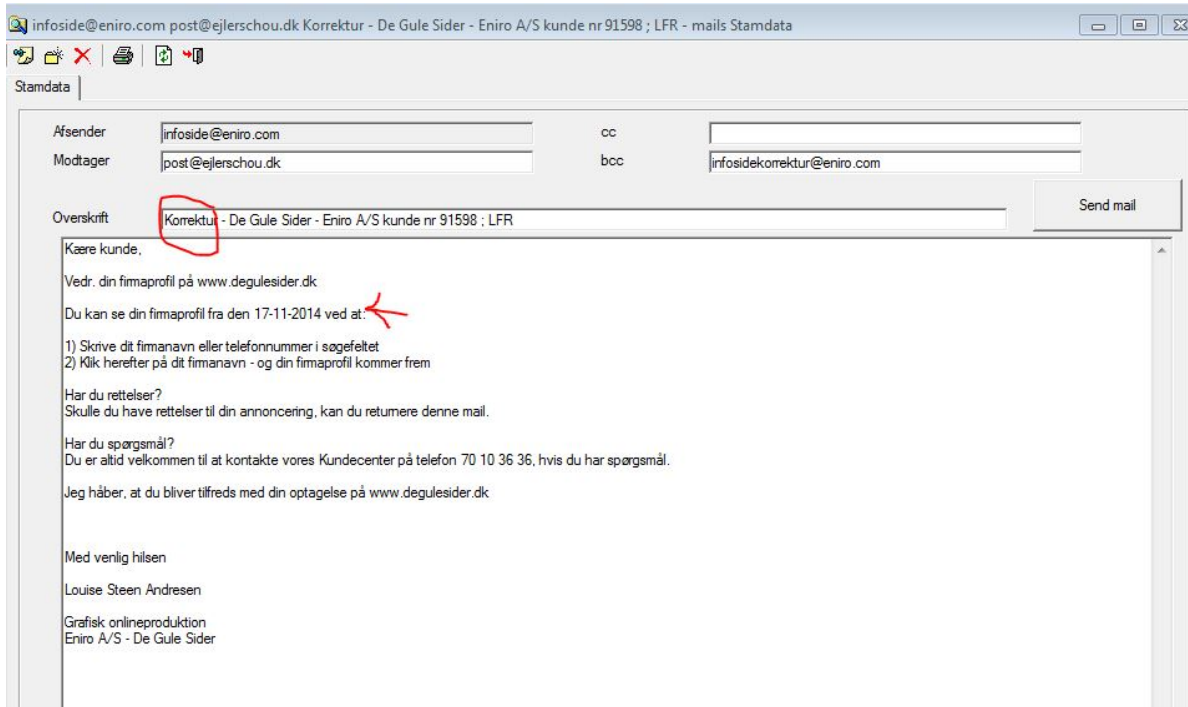 infoside@eniro.com post@ejlerschou.dk Korrektur - De Gule Sider - Eniro A/S kunde nr 91598 ; LFR - mails Stamdata
Stamdata
Afsender infoside@eniro.com cc
Modtager post@ejlerschou.dk bcc infosidekorrektur@eniro.com
Send mail
Overskrift Korrektur - De Gule Sider - Eniro A/S kunde nr 91598 ; LFR
Kære kunde,
Vedr. din firmaprofil på www.degulesider.dk
Du kan se din firmaprofil fra den 17-11-2014 ved at:
1) Skrive dit firmanavn eller telefonnummer i søgefeltet
2) Klik herefter på dit firmanavn - og din firmaprofil kommer frem
Har du rettelser?
Skulle du have rettelser til din annoncering, kan du returnere denne mail.
Har du spørgsmål?
Du er altid velkommen til at kontakte vores Kundecenter på telefon 70 10 36 36, hvis du har spørgsmål.
Jeg håber, at du bliver tilfreds med din optagelse på www.degulesider.dk
Med venlig hilsen
Louise Steen Andresen
Grafisk onlineproduktion
Eniro A/S - De Gule Sider